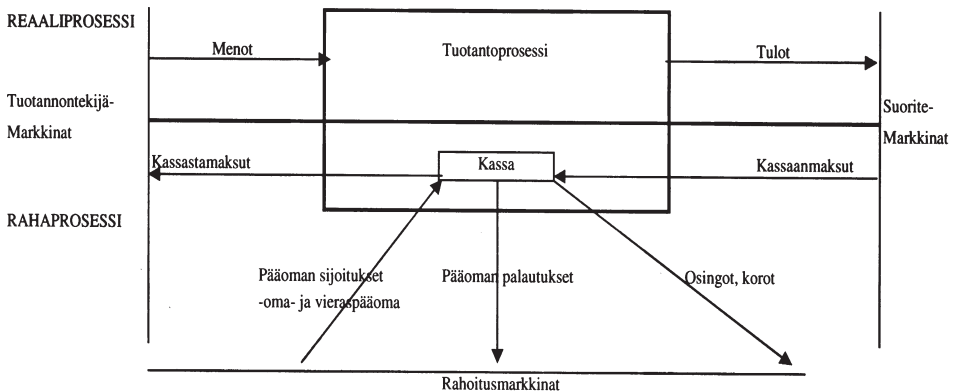 REAALIPROSESSI
Menot
Tuotantoprosessi
Tulot
Tuotannontekijä-
Markkinat
Suorite-
Markkinat
Kassastamaksut
Kassa
Kassaanmaksut
RAHAPROSESSI
Pääoman sijoitukset
-oma- ja vieraspääoma
Pääoman palautukset
Osingot, korot
Rahoitusmarkkinat